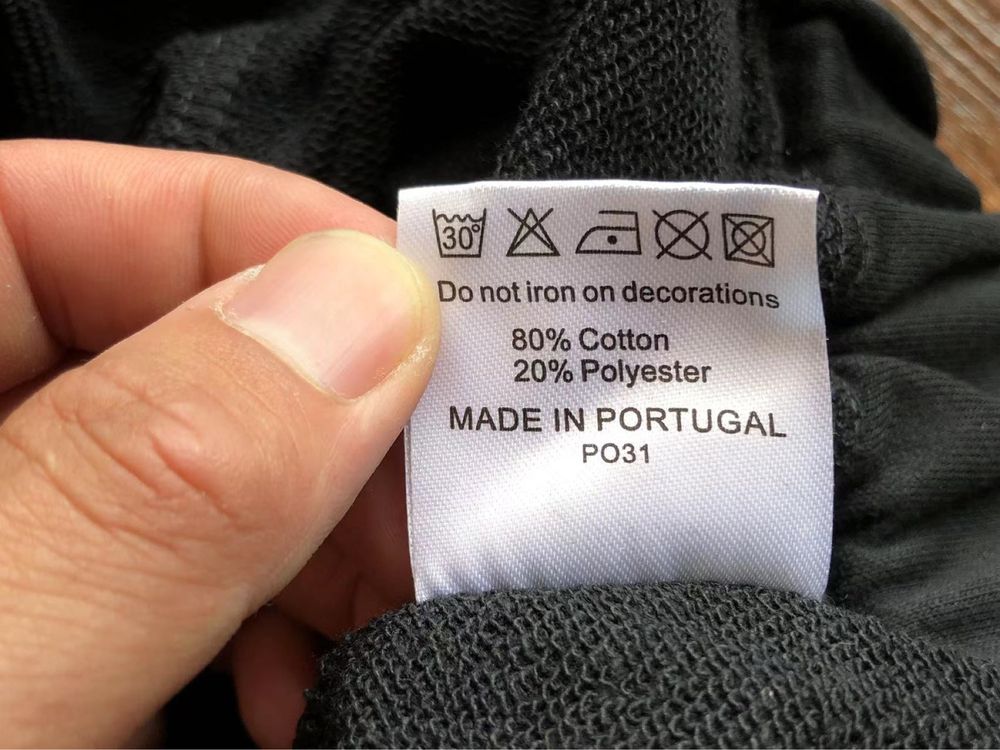 30°
Do not iron on decorations
80% Cotton
20% Polyester
MADE IN PORTUGAL
PO31